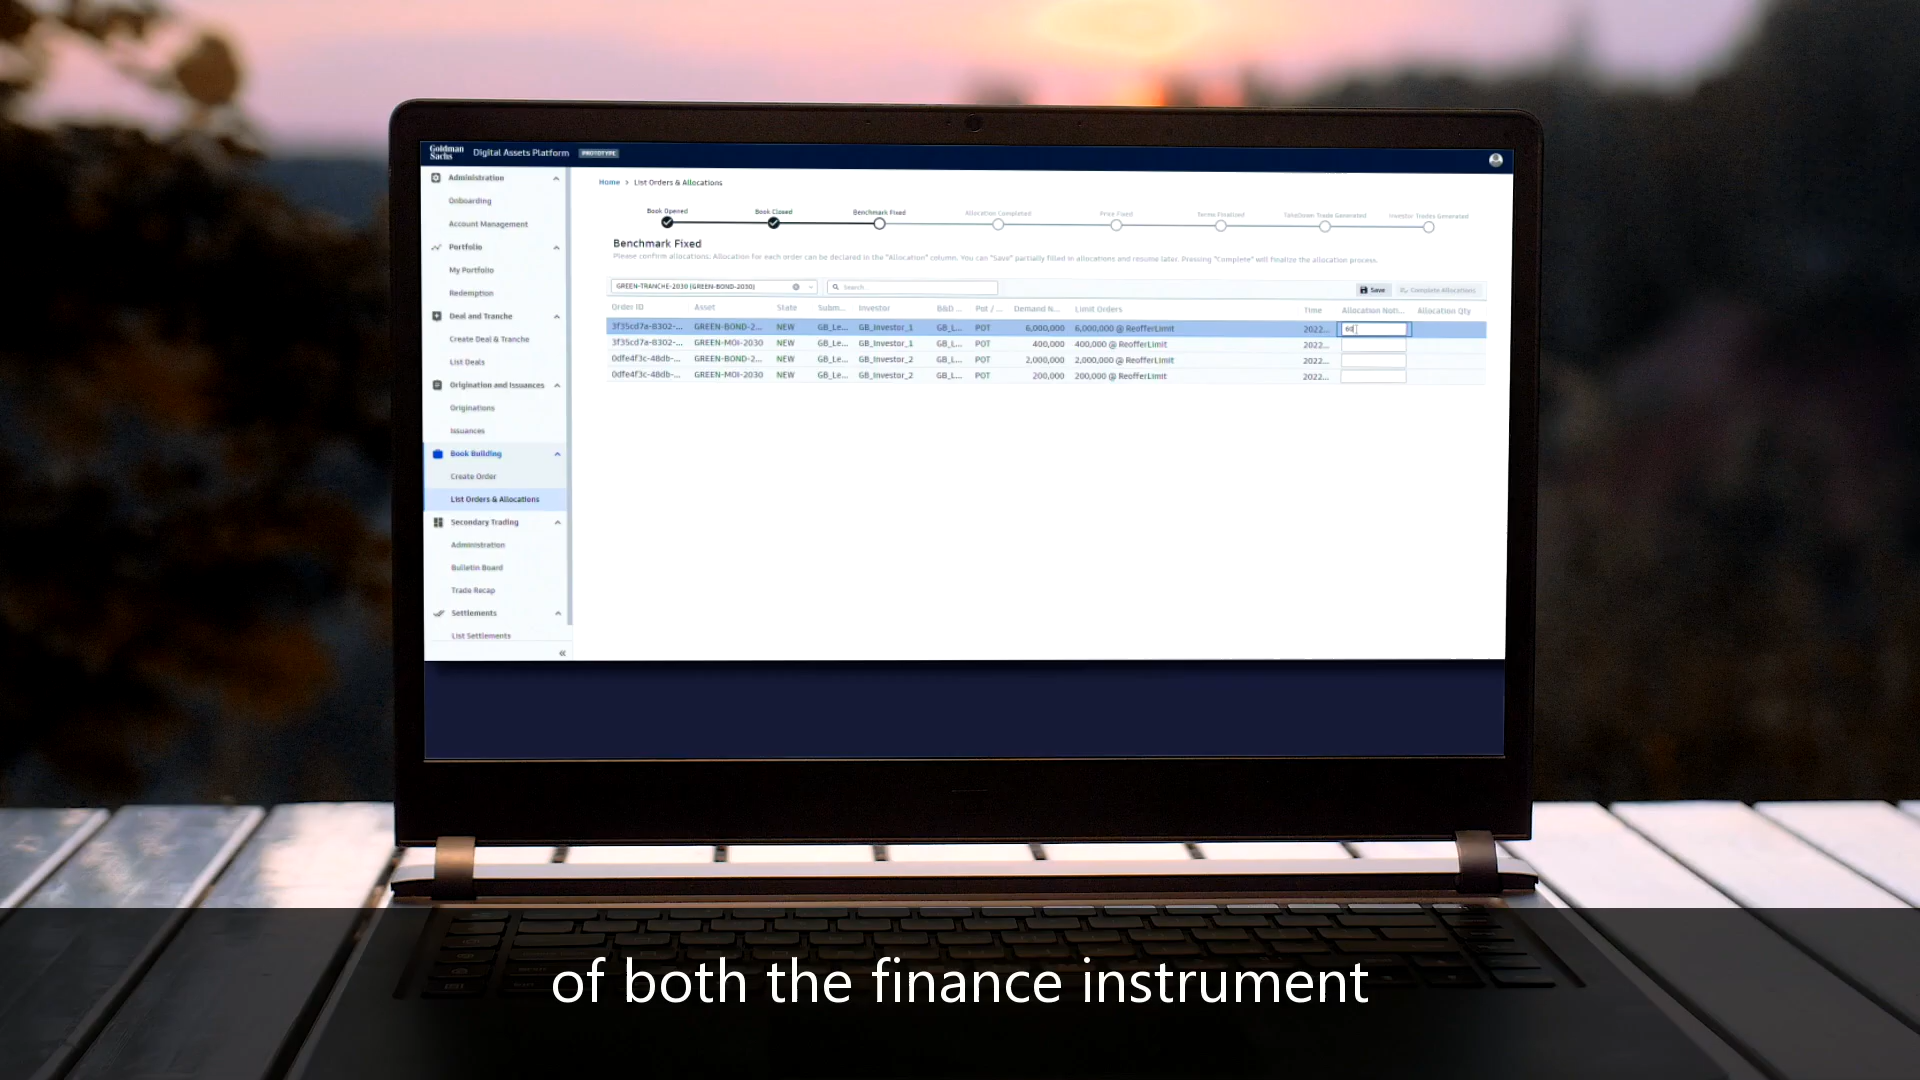 Goldman
Sachs
Digital Assets Platform
PROTOTYPE
Administration
Onboarding
Account Management
Portfolio
My Portfolio
Redemption
Deal and Tranche
Create Deal & Tranche
List Deals
Origination and Issuances
Originations
Issuances
Book Building
Create Order
List Orders & Allocations
Secondary Trading
Administration
Bulletin Board
Trade Recap
Settlements
List Settlements
«
Home > List Orders & Allocations
Book Opened Book Closed Benchmark Fixed Allocation Completed Price Fixed Terms Finalized TakeDown Trade Generated Investor Trades Generated
Benchmark Fixed
Please confirm allocations. Allocation for each order can be declared in the "Allocation" column. You can "Save" partially filled in allocations and resume later. Pressing "Complete" will finalize the allocation process.
GREEN-TRANCHE-2030 (GREEN-BOND-2030) Search Save Complete Allocations
Order ID Asset State Subm... Investor B&D ... Pot / ... Demand N... Limit Orders Time Allocation Noti... Allocation Qty
3f35cd7a-8302-... GREEN-BOND-2... NEW GB_Le... GB_Investor_1 GB_L... POT 6,000,000 6,000,000 @ ReofferLimit 2022... 60
3f35cd7a-8302-... GREEN-MOI-2030 NEW GB_Le... GB_Investor_1 GB_L... POT 400,000 400,000 @ ReofferLimit 2022...
0dfe4f3c-48db-... GREEN-BOND-2... NEW GB_Le... GB_Investor_2 GB_L... POT 2,000,000 2,000,000 @ ReofferLimit 2022...
0dfe4f3c-48db-... GREEN-MOI-2030 NEW GB_Le... GB_Investor_2 GB_L... POT 200,000 200,000 @ ReofferLimit 2022...
of both the finance instrument